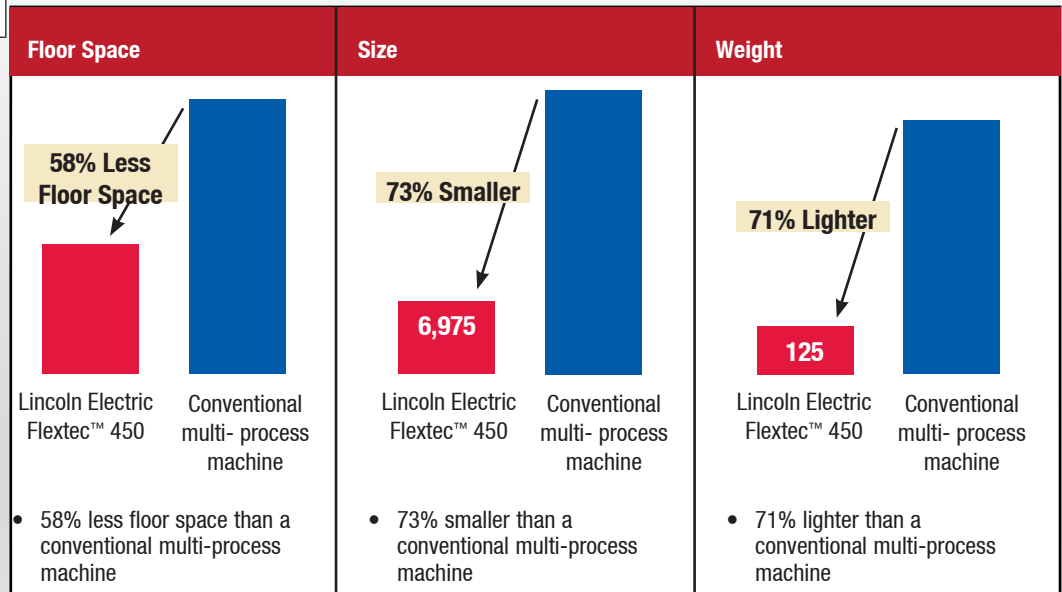 Floor Space
58% Less
Floor Space
Lincoln Electric
Flextec™ 450
Conventional
multi- process
machine
• 58% less floor space than a
conventional multi-process
machine
Size
73% Smaller
6,975
Lincoln Electric
Flextec™ 450
Conventional
multi- process
machine
• 73% smaller than a
conventional multi-process
machine
Weight
71% Lighter
125
Lincoln Electric
Flextec™ 450
Conventional
multi- process
machine
• 71% lighter than a
conventional multi-process
machine